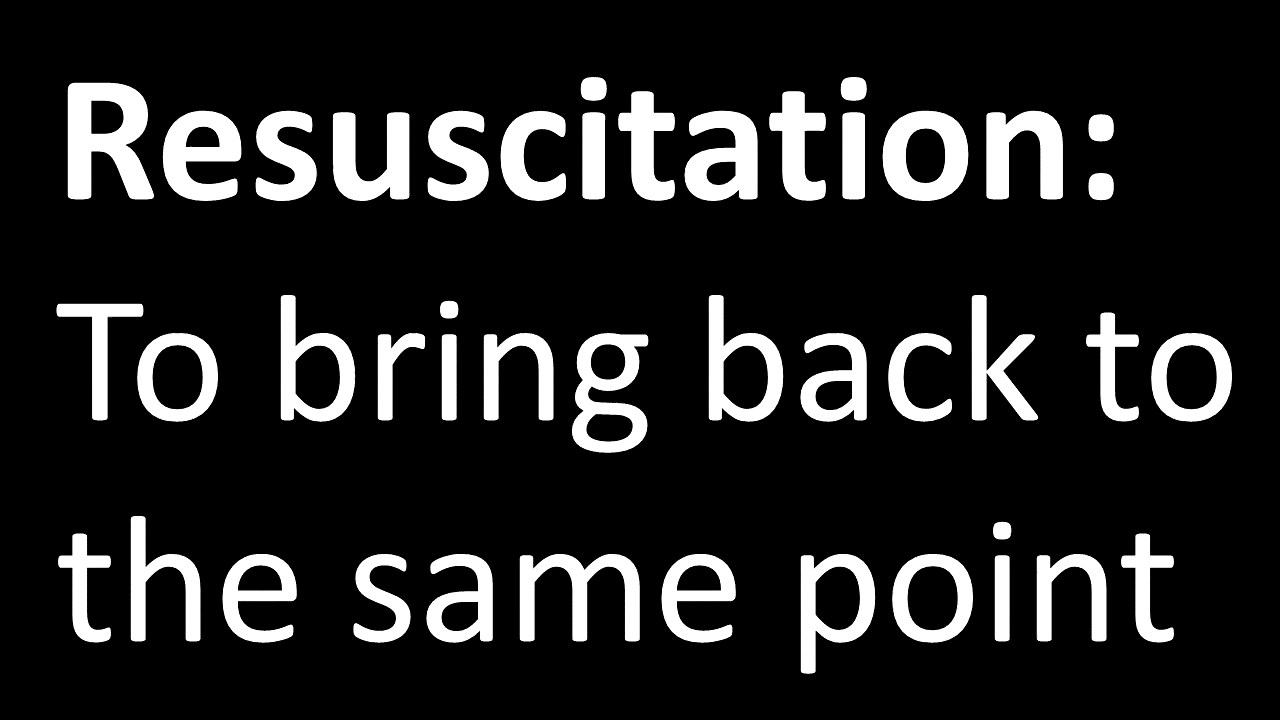 Resuscitation:
To bring back to
the same point